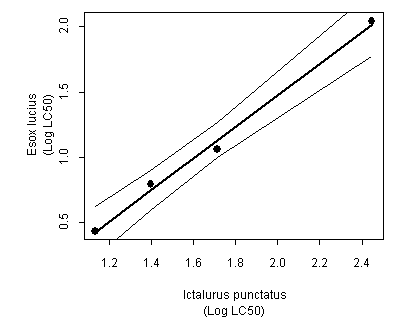 2.0
1.5
1.0
0.5
Esox lucius
(Log LC50)
1.2 1.4 1.6 1.8 2.0 2.2 2.4
Ictalurus punctatus
(Log LC50)